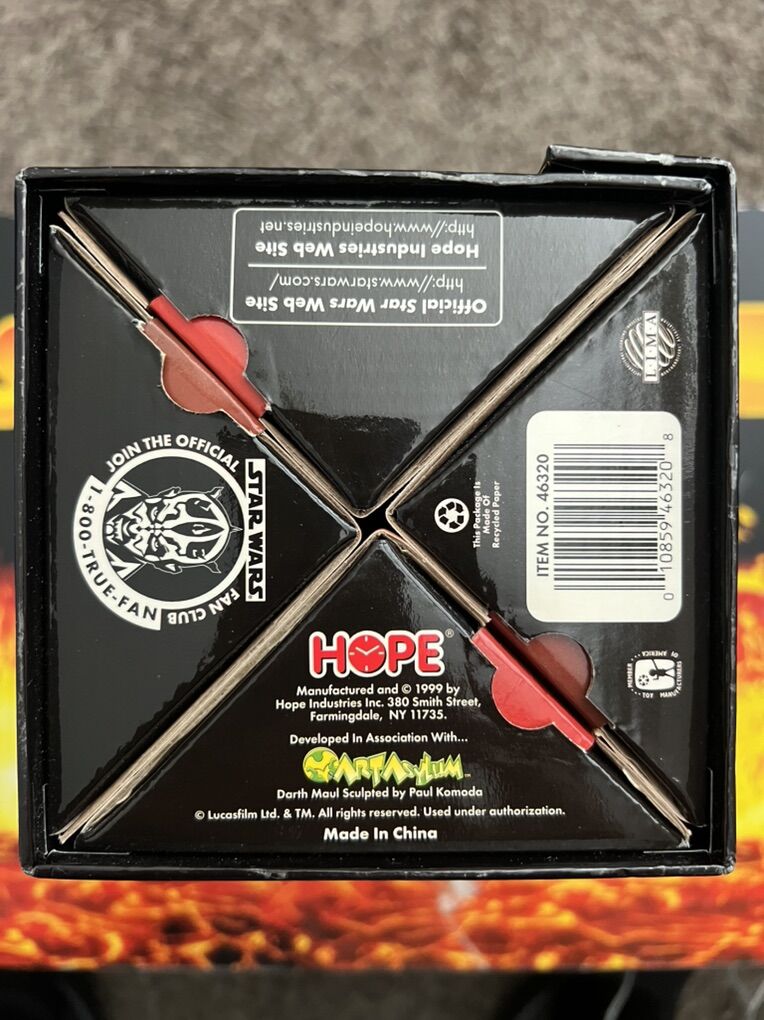 Official Star Wars Web Site
http://www.starwars.com/
Hope Industries Web Site
http://www.hopeindustries.net
L·I·M·A
JOIN THE OFFICIAL
STAR WARS
FAN CLUB
1-800-TRUE-FAN
This Package Is
Made Of
Recycled Paper
ITEM NO. 46320
0 10859 46320 8
MEMBER
TOY MANUFACTURERS
OF AMERICA
HOPE®
Manufactured and © 1999 by
Hope Industries Inc. 380 Smith Street,
Farmingdale, NY 11735.
Developed In Association With...
ARTASYLUM™
Darth Maul Sculpted by Paul Komoda
© Lucasfilm Ltd. & TM. All rights reserved. Used under authorization.
Made In China